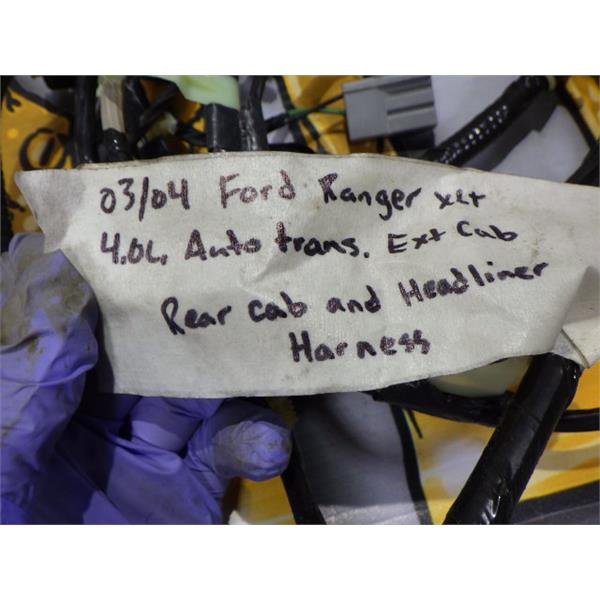 03/04 Ford Ranger XLT
4.0L, Auto trans. Ext Cab
Rear cab and Headliner
Harness